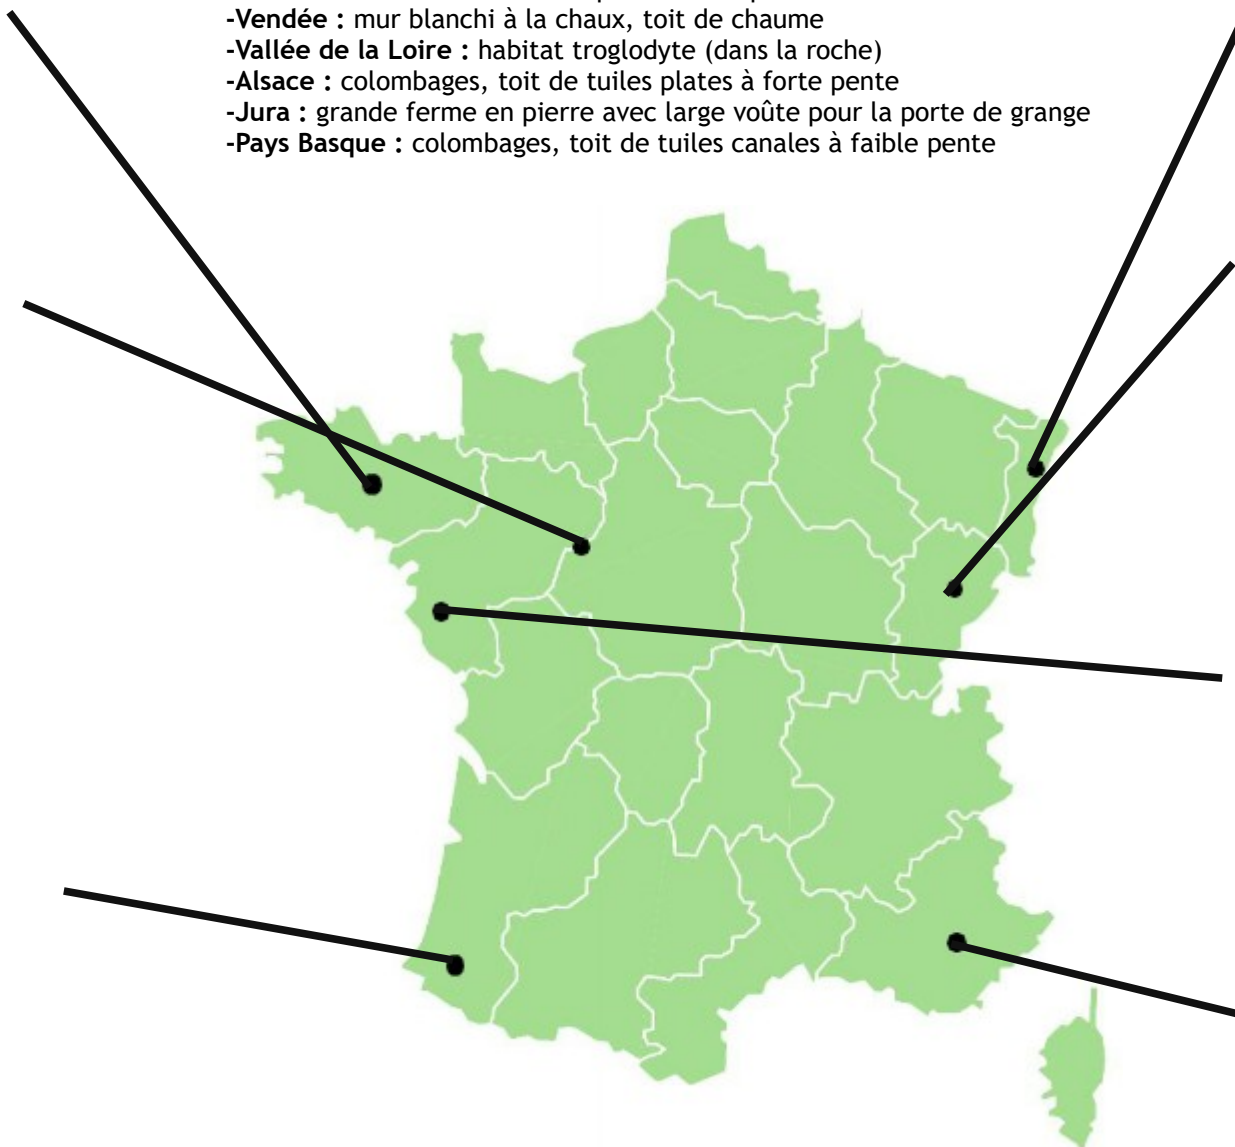 -Vendée : mur blanchi à la chaux, toit de chaume
-Vallée de la Loire : habitat troglodyte (dans la roche)
-Alsace : colombages, toit de tuiles plates à forte pente
-Jura : grande ferme en pierre avec large voûte pour la porte de grange
-Pays Basque : colombages, toit de tuiles canales à faible pente